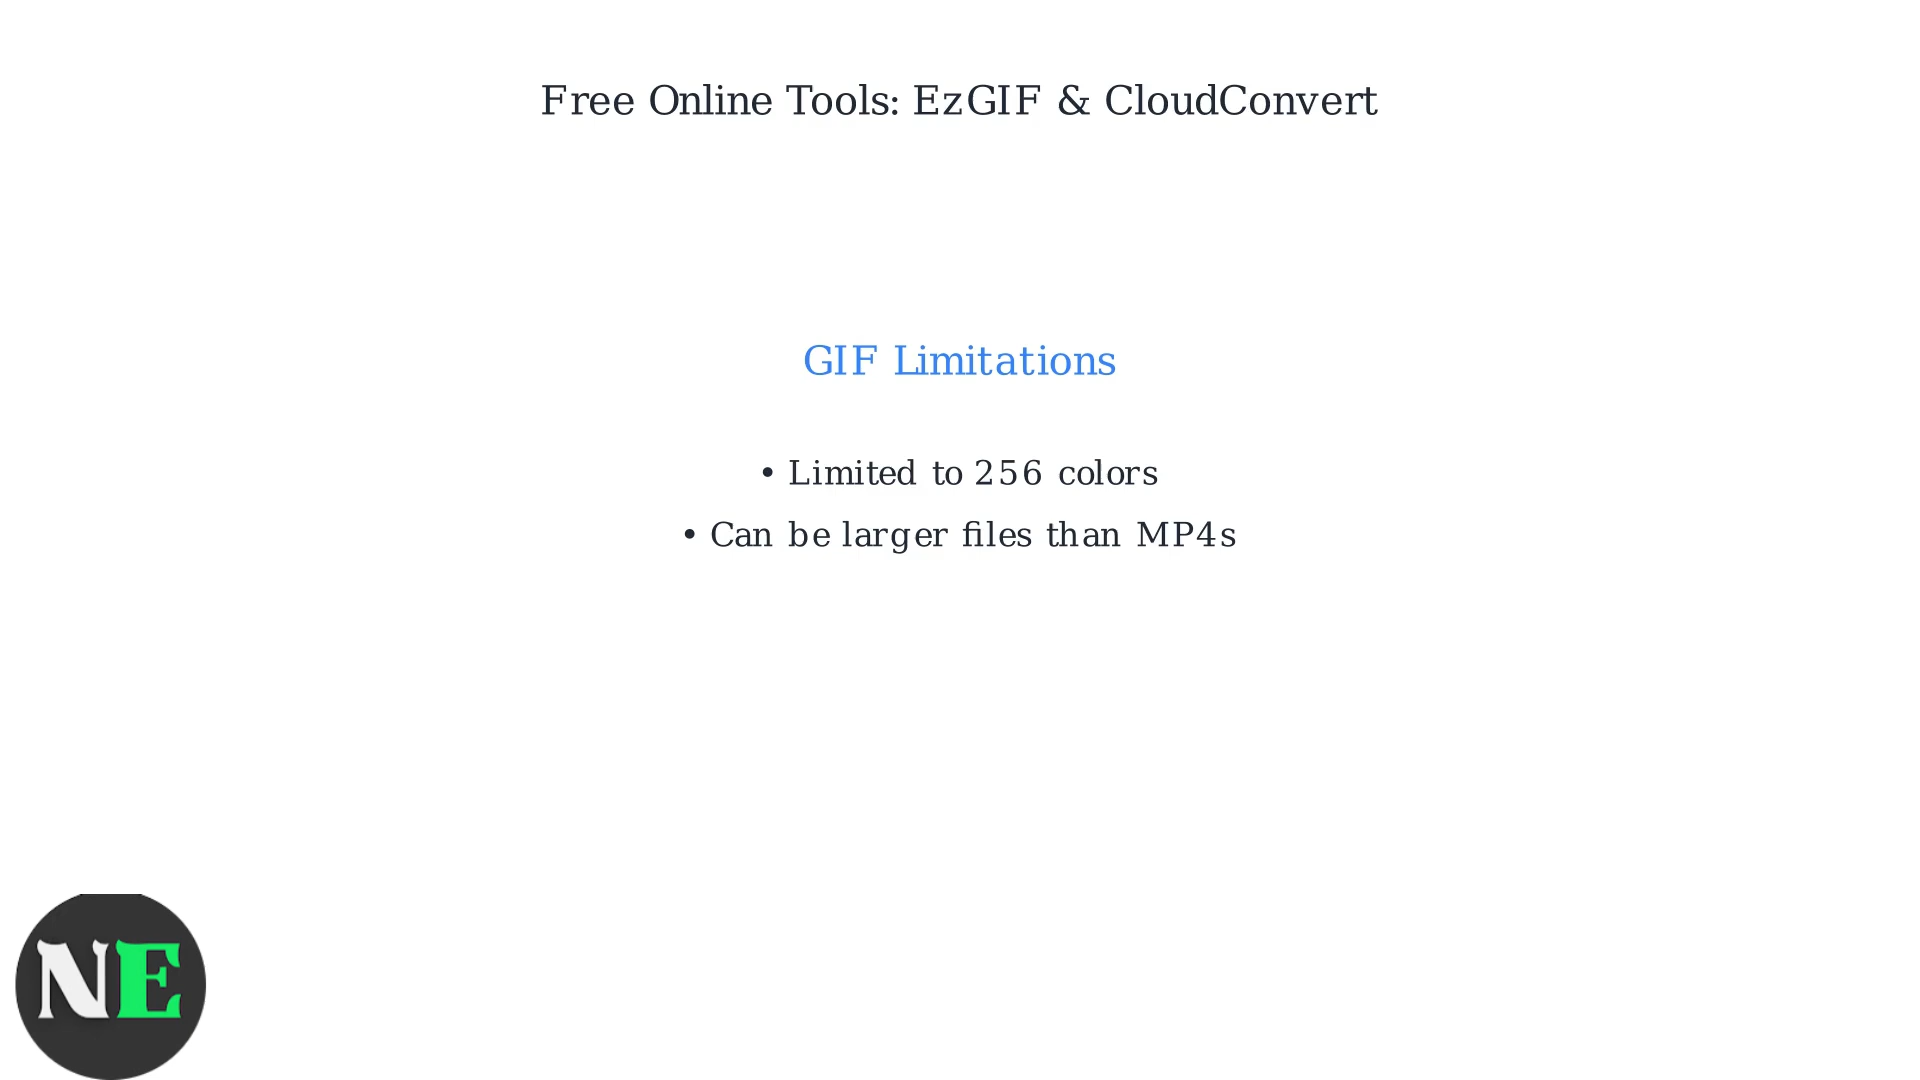 Free Online Tools: EzGIF & CloudConvert
GIF Limitations
• Limited to 256 colors
• Can be larger files than MP4s
NE